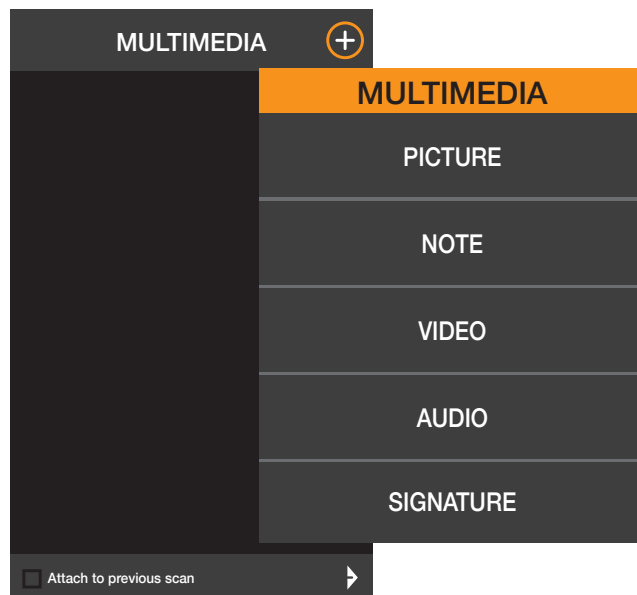 MULTIMEDIA
MULTIMEDIA
PICTURE
NOTE
VIDEO
AUDIO
SIGNATURE
Attach to previous scan